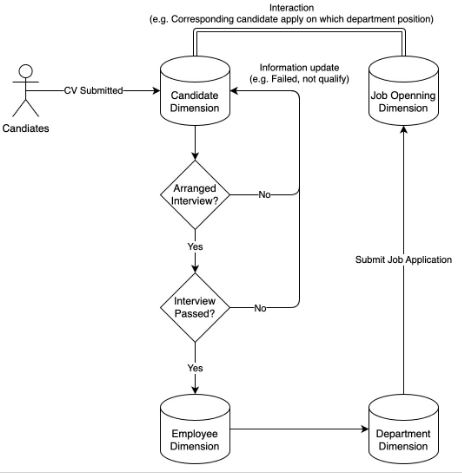 Interaction
(e.g. Corresponding candidate apply on which department position)
Information update
(e.g. Failed, not qualify)
CV Submitted
Candiates
Candidate
Dimension
Job Openning
Dimension
Arranged
Interview?
No
Yes
Submit Job Application
Interview
Passed?
No
Yes
Employee
Dimension
Department
Dimension